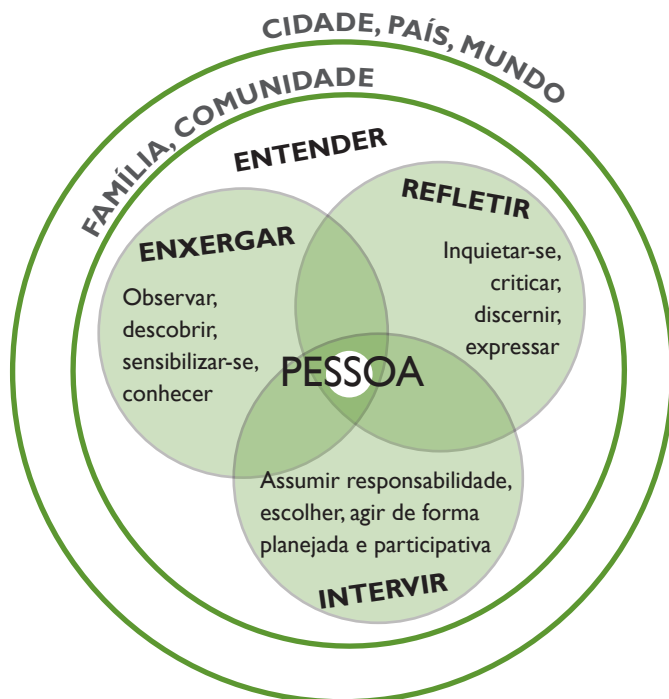 CIDADE, PAÍS, MUNDO
FAMÍLIA, COMUNIDADE
ENTENDER
REFLETIR
Inquietar-se,
criticar,
discernir,
expressar
ENXERGAR
Observar,
descobrir,
sensibilizar-se,
conhecer
PESSOA
Assumir responsabilidade,
escolher, agir de forma
planejada e participativa
INTERVIR